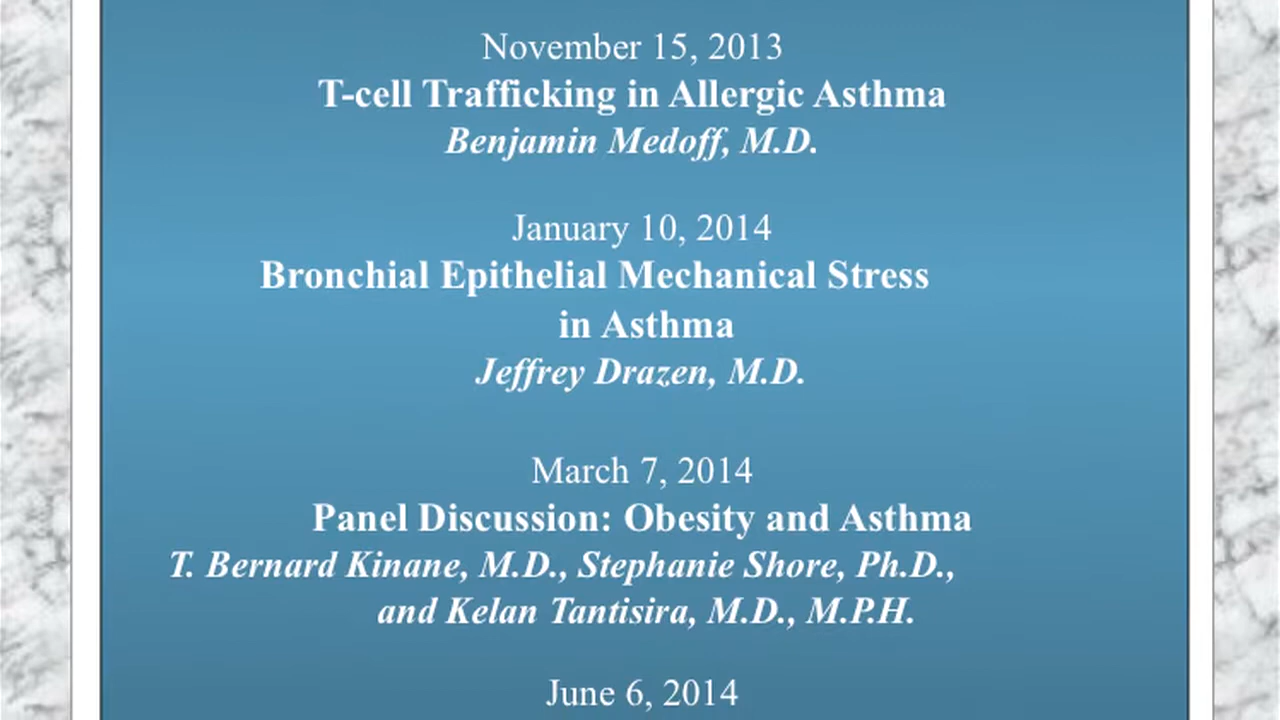 November 15, 2013
T-cell Trafficking in Allergic Asthma
Benjamin Medoff, M.D.
January 10, 2014
Bronchial Epithelial Mechanical Stress
in Asthma
Jeffrey Drazen, M.D.
March 7, 2014
Panel Discussion: Obesity and Asthma
T. Bernard Kinane, M.D., Stephanie Shore, Ph.D.,
and Kelan Tantisira, M.D., M.P.H.
June 6, 2014